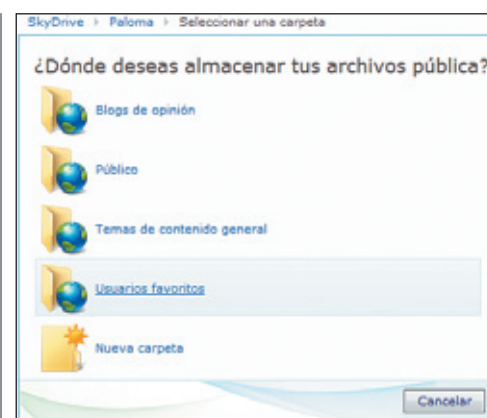 SkyDrive › Paloma › Seleccionar una carpeta
¿Dónde deseas almacenar tus archivos pública?
Blogs de opinión
Público
Temas de contenido general
Usuarios favoritos
Nueva carpeta
Cancelar